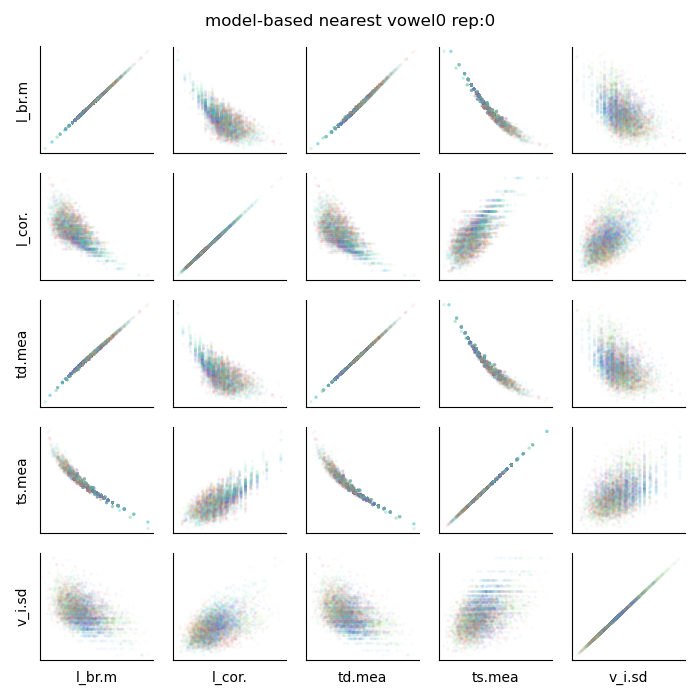 model-based nearest vowel0 rep:0
l_br.m
l_cor.
td.mea
ts.mea
v_i.sd
l_br.m
l_cor.
td.mea
ts.mea
v_i.sd